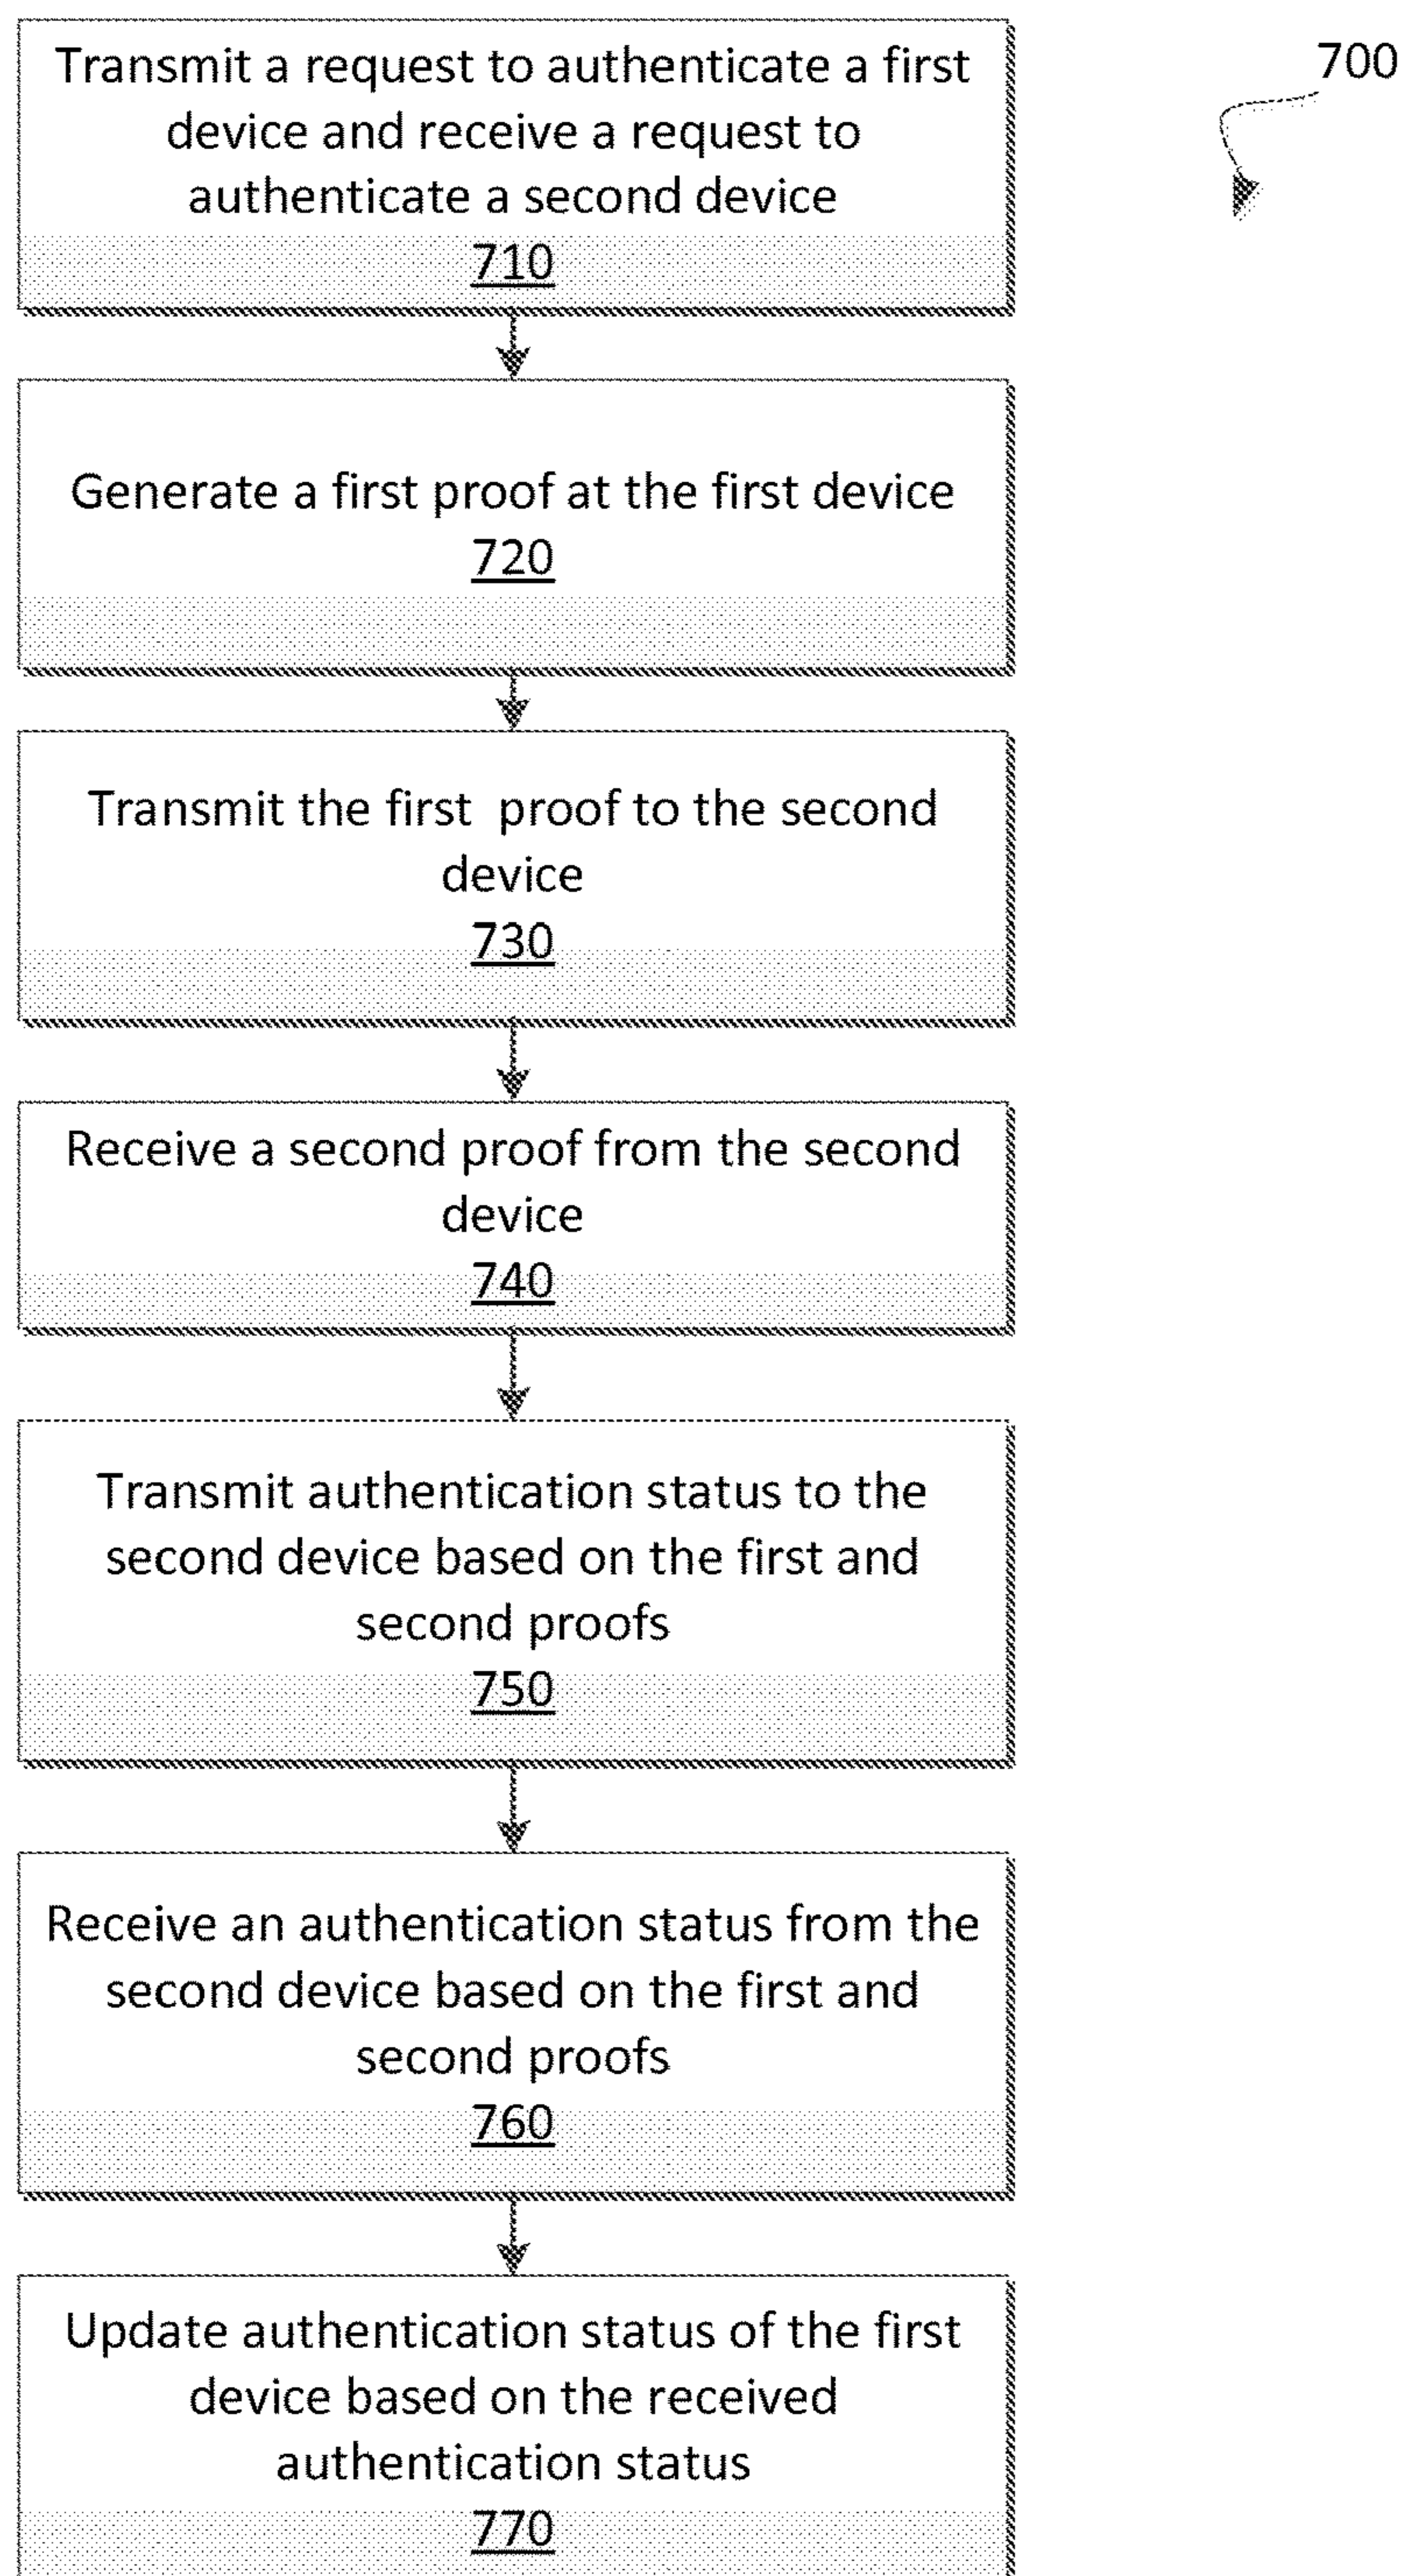 Transmit a request to authenticate a first
device and receive a request to
authenticate a second device
710
700
Generate a first proof at the first device
720
Transmit the first  proof to the second
device
730
Receive a second proof from the second
device
740
Transmit authentication status to the
second device based on the first and
second proofs
750
Receive an authentication status from the
second device based on the first and
second proofs
760
Update authentication status of the first
device based on the received
authentication status
770